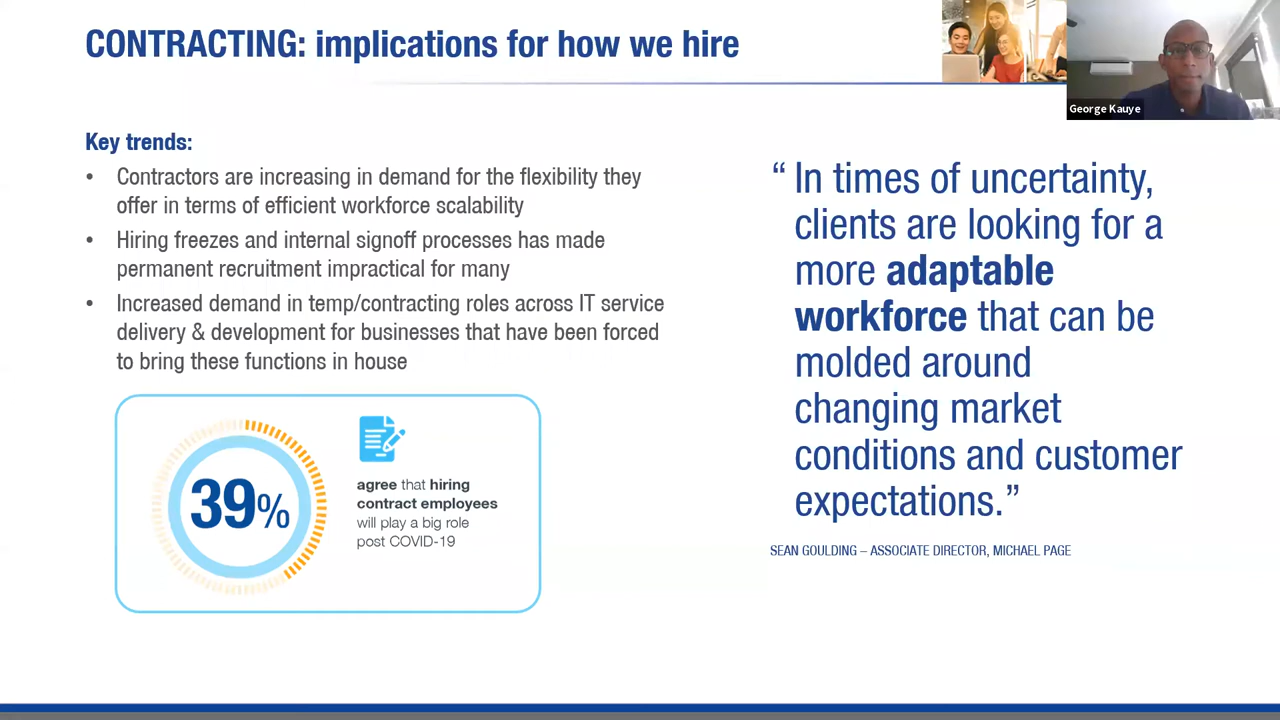 CONTRACTING: implications for how we hire
George Kauye
Key trends:
• Contractors are increasing in demand for the flexibility they
offer in terms of efficient workforce scalability
• Hiring freezes and internal signoff processes has made
permanent recruitment impractical for many
• Increased demand in temp/contracting roles across IT service
delivery & development for businesses that have been forced
to bring these functions in house
39%
agree that hiring
contract employees
will play a big role
post COVID-19
“ In times of uncertainty,
clients are looking for a
more adaptable
workforce that can be
molded around
changing market
conditions and customer
expectations.”
SEAN GOULDING – ASSOCIATE DIRECTOR, MICHAEL PAGE